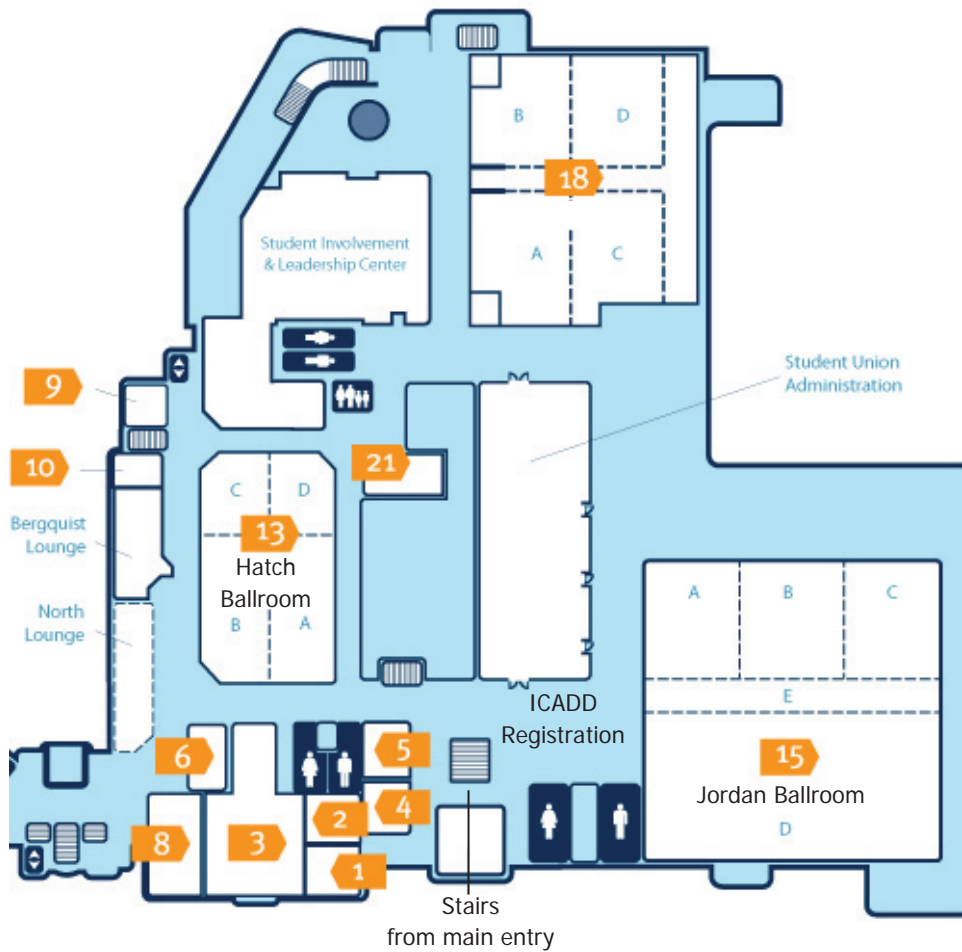 B
D
18
Student Involvement
& Leadership Center
A
C
Student Union
Administration
9
21
10
C
D
13
Bergquist
Lounge
Hatch
Ballroom
A
B
C
North
Lounge
B
A
E
ICADD
Registration
6
5
15
Jordan Ballroom
4
2
8
3
D
1
Stairs
from main entry